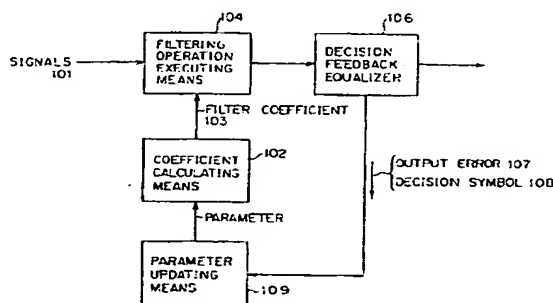 104
106
SIGNALS
101
FILTERING
OPERATION
EXECUTING
MEANS
DECISION
FEEDBACK
EQUALIZER
FILTER COEFFICIENT
103
102
COEFFICIENT
CALCULATING
MEANS
OUTPUT ERROR 107
DECISION SYMBOL 108
PARAMETER
PARAMETER
UPDATING
MEANS
109